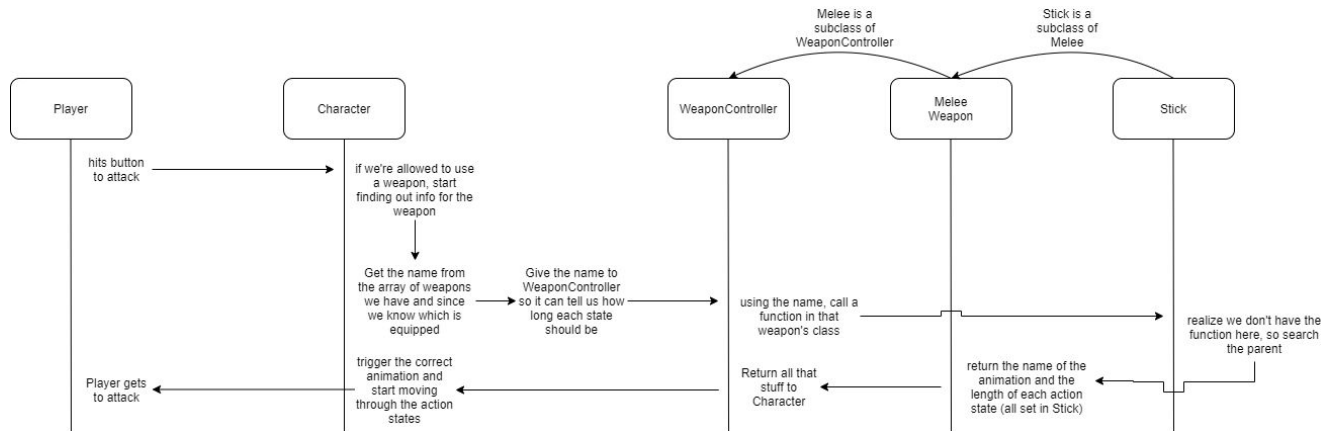 Melee is a
subclass of
WeaponController
Stick is a
subclass of
Melee
Player
Character
WeaponController
Melee
Weapon
Stick
hits button
to attack
if we're allowed to use
a weapon, start
finding out info for the
weapon
Get the name from
the array of weapons
we have and since
we know which is
equipped
Give the name to
WeaponController
so it can tell us how
long each state
should be
using the name, call a
function in that
weapon's class
realize we don't have the
function here, so search
the parent
return the name of the
animation and the
length of each action
state (all set in Stick)
Return all that
stuff to
Character
trigger the correct
animation and
start moving
through the action
states
Player gets
to attack